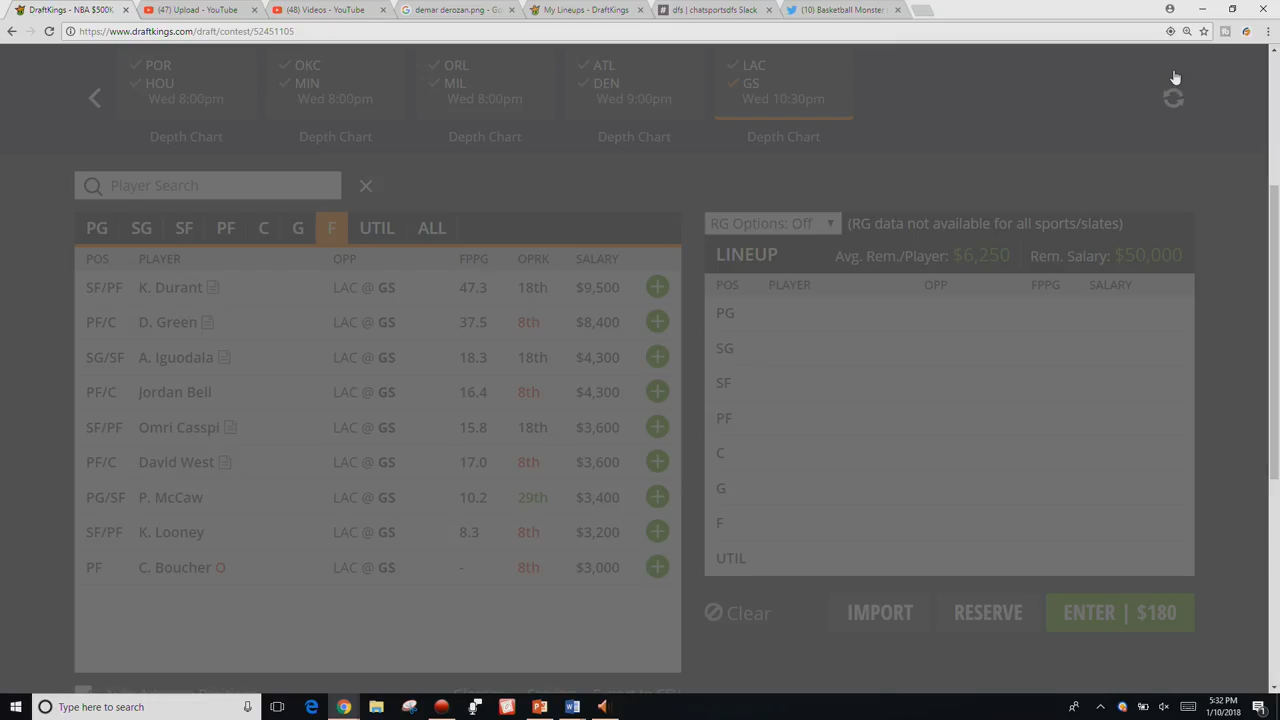 DraftKings - NBA $500K
(47) Upload - YouTube
(48) Videos - YouTube
demar derozan.png - Go
My Lineups - DraftKings
dfs | chatsportsdfs Slack
(10) Basketball Monster
https://www.draftkings.com/draft/contest/52451105
POR HOU Wed 8:00pm Depth Chart
OKC MIN Wed 8:00pm Depth Chart
ORL MIL Wed 8:00pm Depth Chart
ATL DEN Wed 9:00pm Depth Chart
LAC GS Wed 10:30pm Depth Chart
Player Search
PG SG SF PF C G F UTIL ALL
POS PLAYER OPP FPPG OPRK SALARY
SF/PF K. Durant LAC @ GS 47.3 18th $9,500
PF/C D. Green LAC @ GS 37.5 8th $8,400
SG/SF A. Iguodala LAC @ GS 18.3 18th $4,300
PF/C Jordan Bell LAC @ GS 16.4 8th $4,300
SF/PF Omri Casspi LAC @ GS 15.8 18th $3,600
PF/C David West LAC @ GS 17.0 8th $3,600
PG/SF P. McCaw LAC @ GS 10.2 29th $3,400
SF/PF K. Looney LAC @ GS 8.3 8th $3,200
PF C. Boucher O LAC @ GS - 8th $3,000
RG Options: Off (RG data not available for all sports/slates)
LINEUP Avg. Rem./Player: $6,250 Rem. Salary: $50,000
POS PLAYER OPP FPPG SALARY
PG
SG
SF
PF
C
G
F
UTIL
Clear IMPORT RESERVE ENTER | $180
Type here to search
5:32 PM
1/10/2018